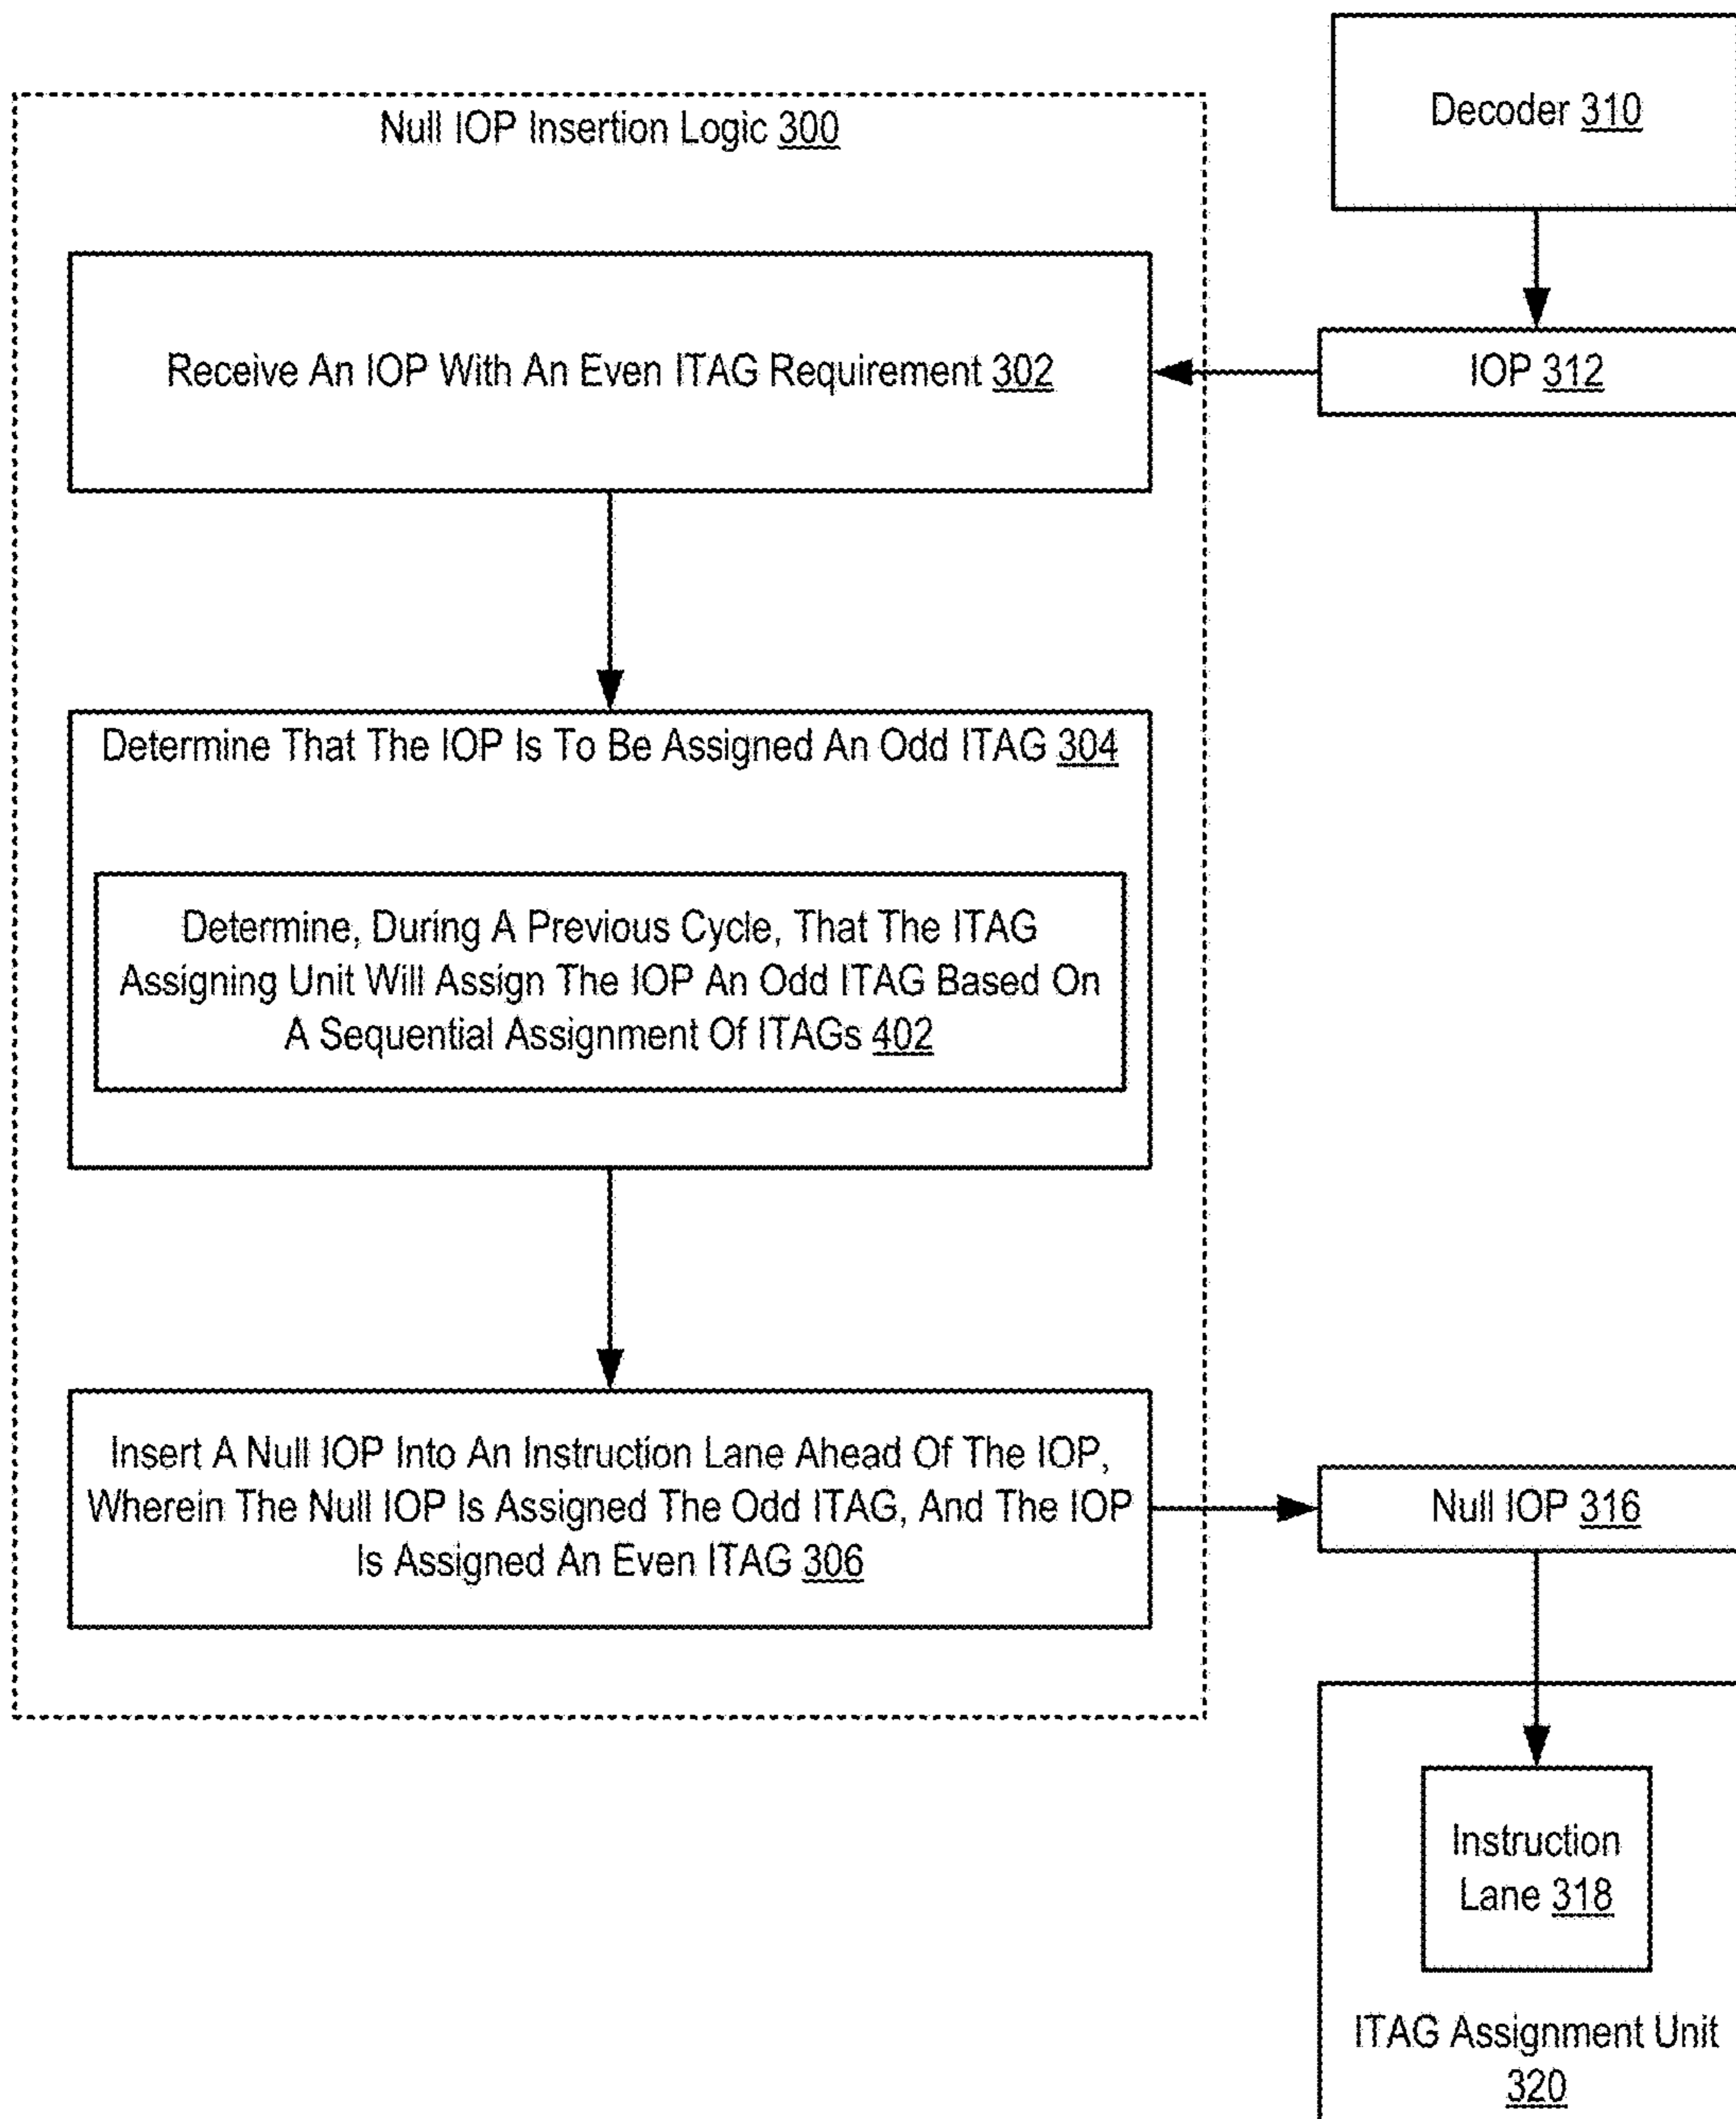 Decoder 310
Null IOP Insertion Logic 300
Receive An IOP With An Even ITAG Requirement 302
IOP 312
Determine That The IOP Is To Be Assigned An Odd ITAG 304
Determine, During A Previous Cycle, That The ITAG
Assigning Unit Will Assign The IOP An Odd ITAG Based On
A Sequential Assignment Of ITAGs 402
Insert A Null IOP Into An Instruction Lane Ahead Of The IOP,
Wherein The Null IOP Is Assigned The Odd ITAG, And The IOP
Is Assigned An Even ITAG 306
Null IOP 316
Instruction
Lane 318
ITAG Assignment Unit
320